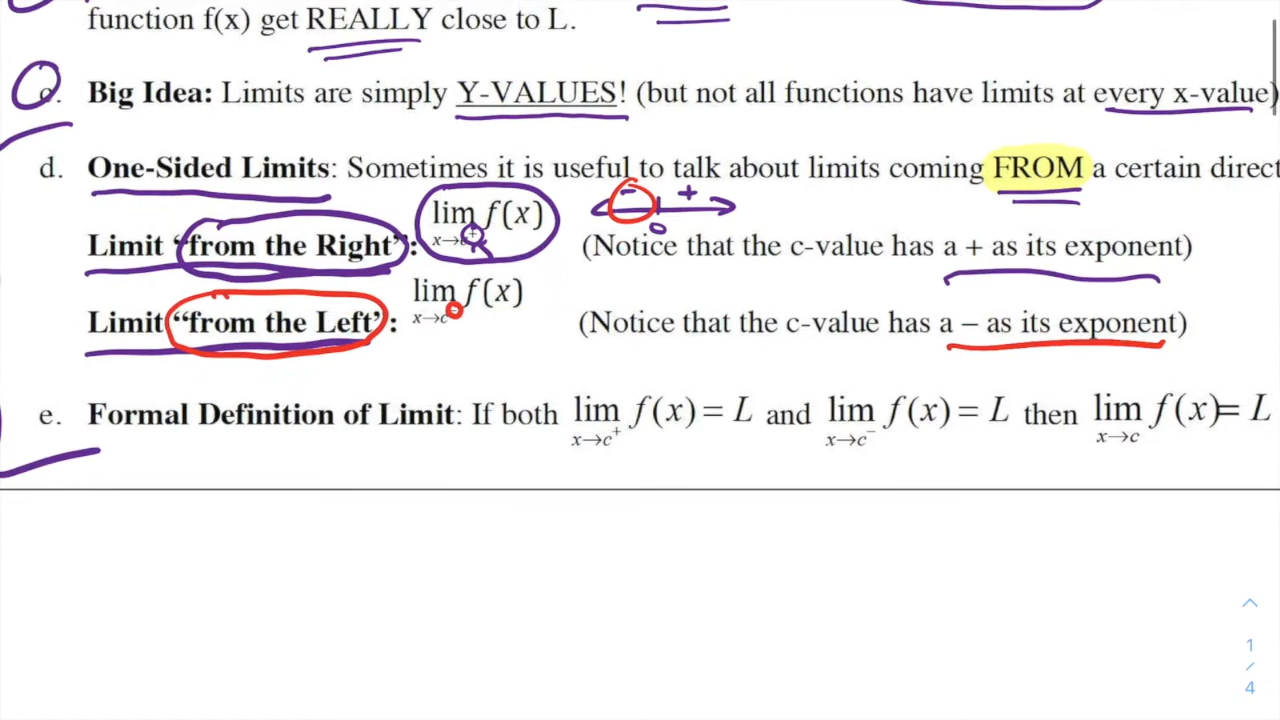 function f(x) get REALLY close to L.
c. Big Idea: Limits are simply Y-VALUES! (but not all functions have limits at every x-value)
d. One-Sided Limits: Sometimes it is useful to talk about limits coming FROM a certain direct
− +
0
Limit “from the Right”: lim x→c⁺ f(x) (Notice that the c-value has a + as its exponent)
Limit “from the Left”: lim x→c⁻ f(x) (Notice that the c-value has a – as its exponent)
e. Formal Definition of Limit: If both lim x→c⁺ f(x) = L and lim x→c⁻ f(x) = L then lim x→c f(x) = L
1
/
4